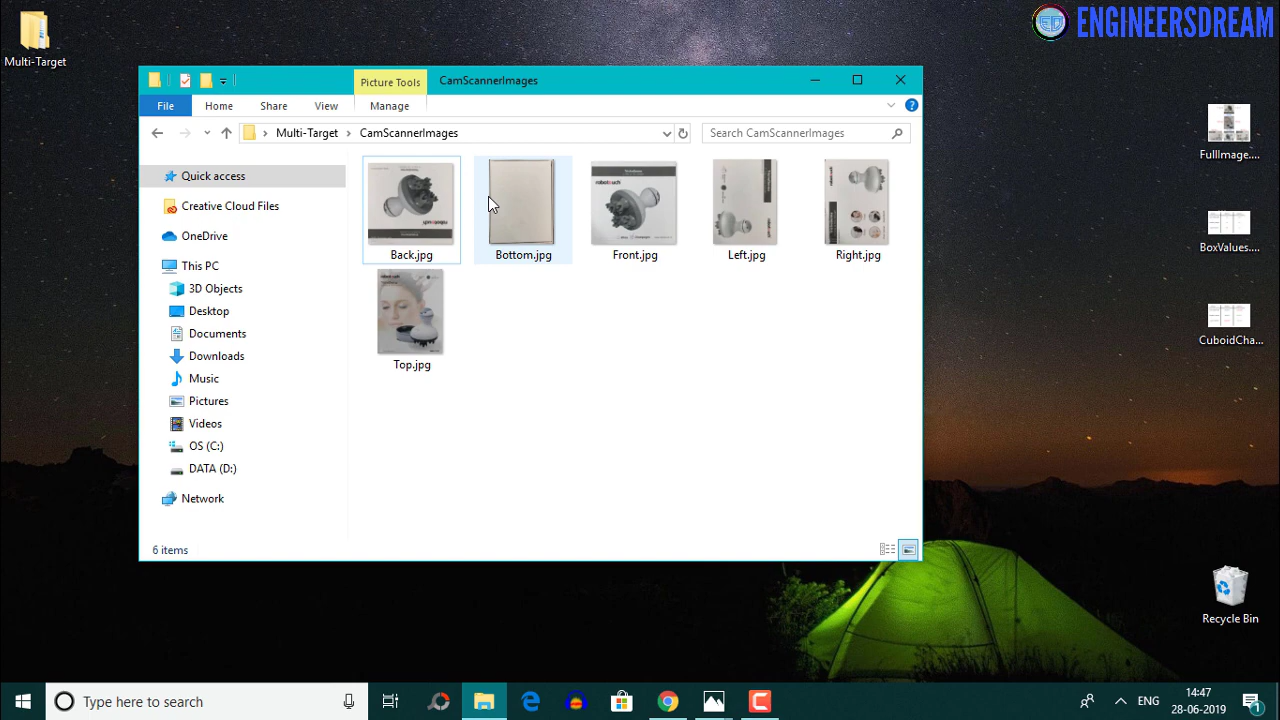 ENGINEERSDREAM
Multi-Target
Picture Tools
CamScannerImages
File
Home
Share
View
Manage
Multi-Target
CamScannerImages
Search CamScannerImages
Quick access
Creative Cloud Files
OneDrive
This PC
3D Objects
Desktop
Documents
Downloads
Music
Pictures
Videos
OS (C:)
DATA (D:)
Network
Back.jpg
Bottom.jpg
Front.jpg
Left.jpg
Right.jpg
Top.jpg
6 items
FullImage....
BoxValues....
CuboidCha...
Recycle Bin
Type here to search
ENG
14:47
28-06-2019
1